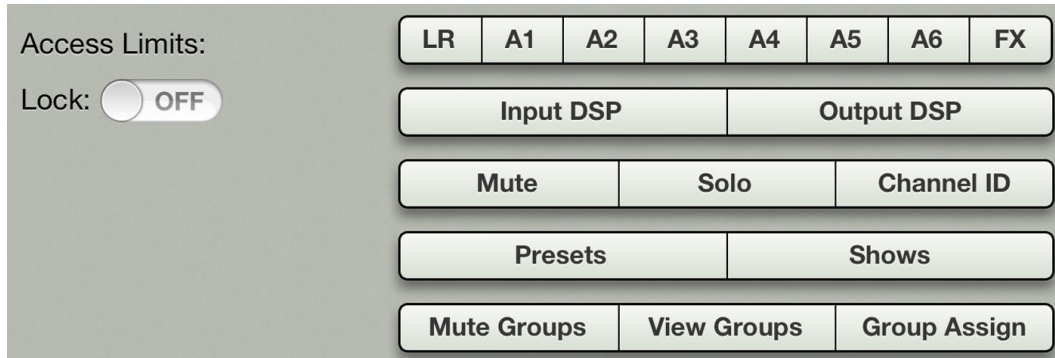 Access Limits:
Lock: OFF
LR A1 A2 A3 A4 A5 A6 FX
Input DSP Output DSP
Mute Solo Channel ID
Presets Shows
Mute Groups View Groups Group Assign